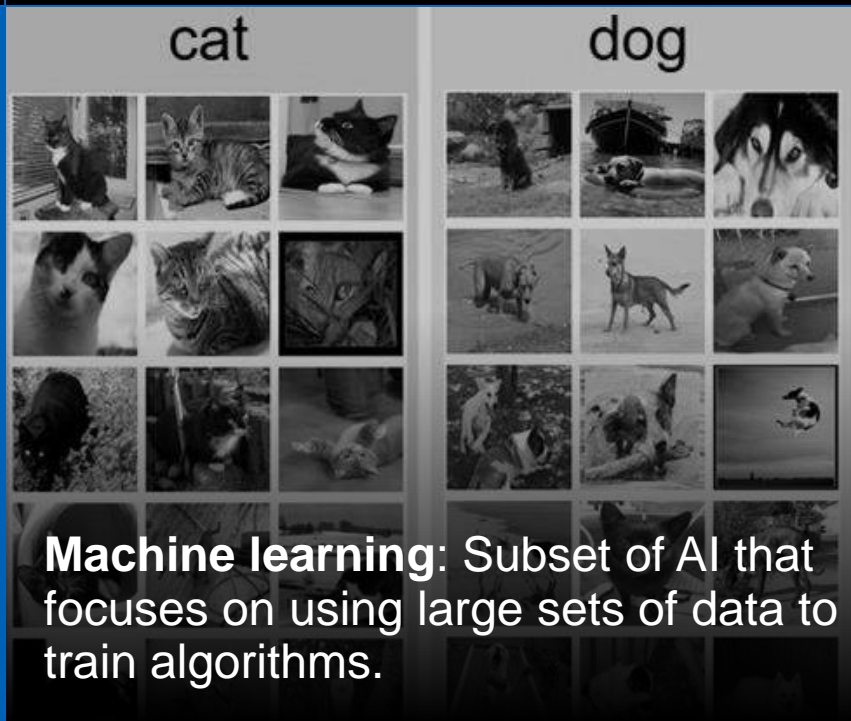 cat
dog
Machine learning: Subset of AI that
focuses on using large sets of data to
train algorithms.